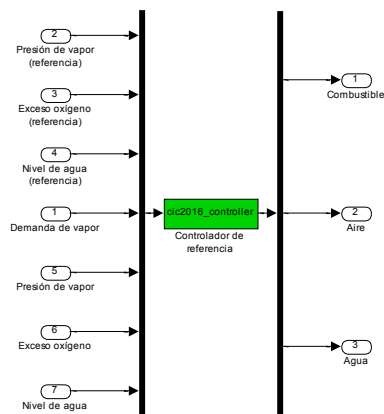 2
Presión de vapor
(referencia)
3
Exceso oxígeno
(referencia)
4
Nivel de agua
(referencia)
1
Demanda de vapor
5
Presión de vapor
6
Exceso oxígeno
7
Nivel de agua
cic2016_controller
Controlador de
referencia
1
Combustible
2
Aire
3
Agua